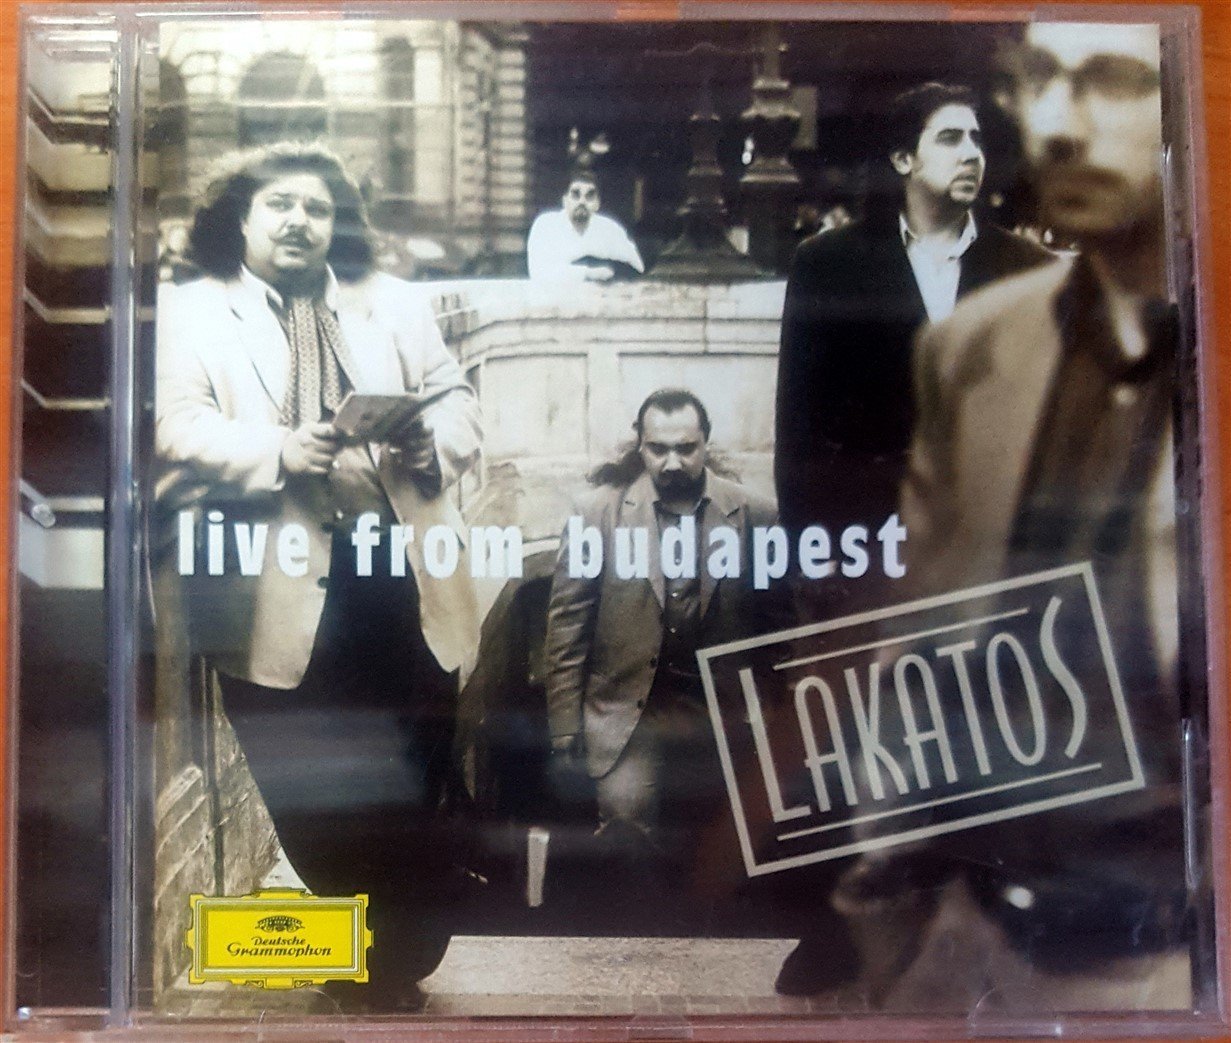 live from budapest
LAKATOS
Deutsche
Grammophon